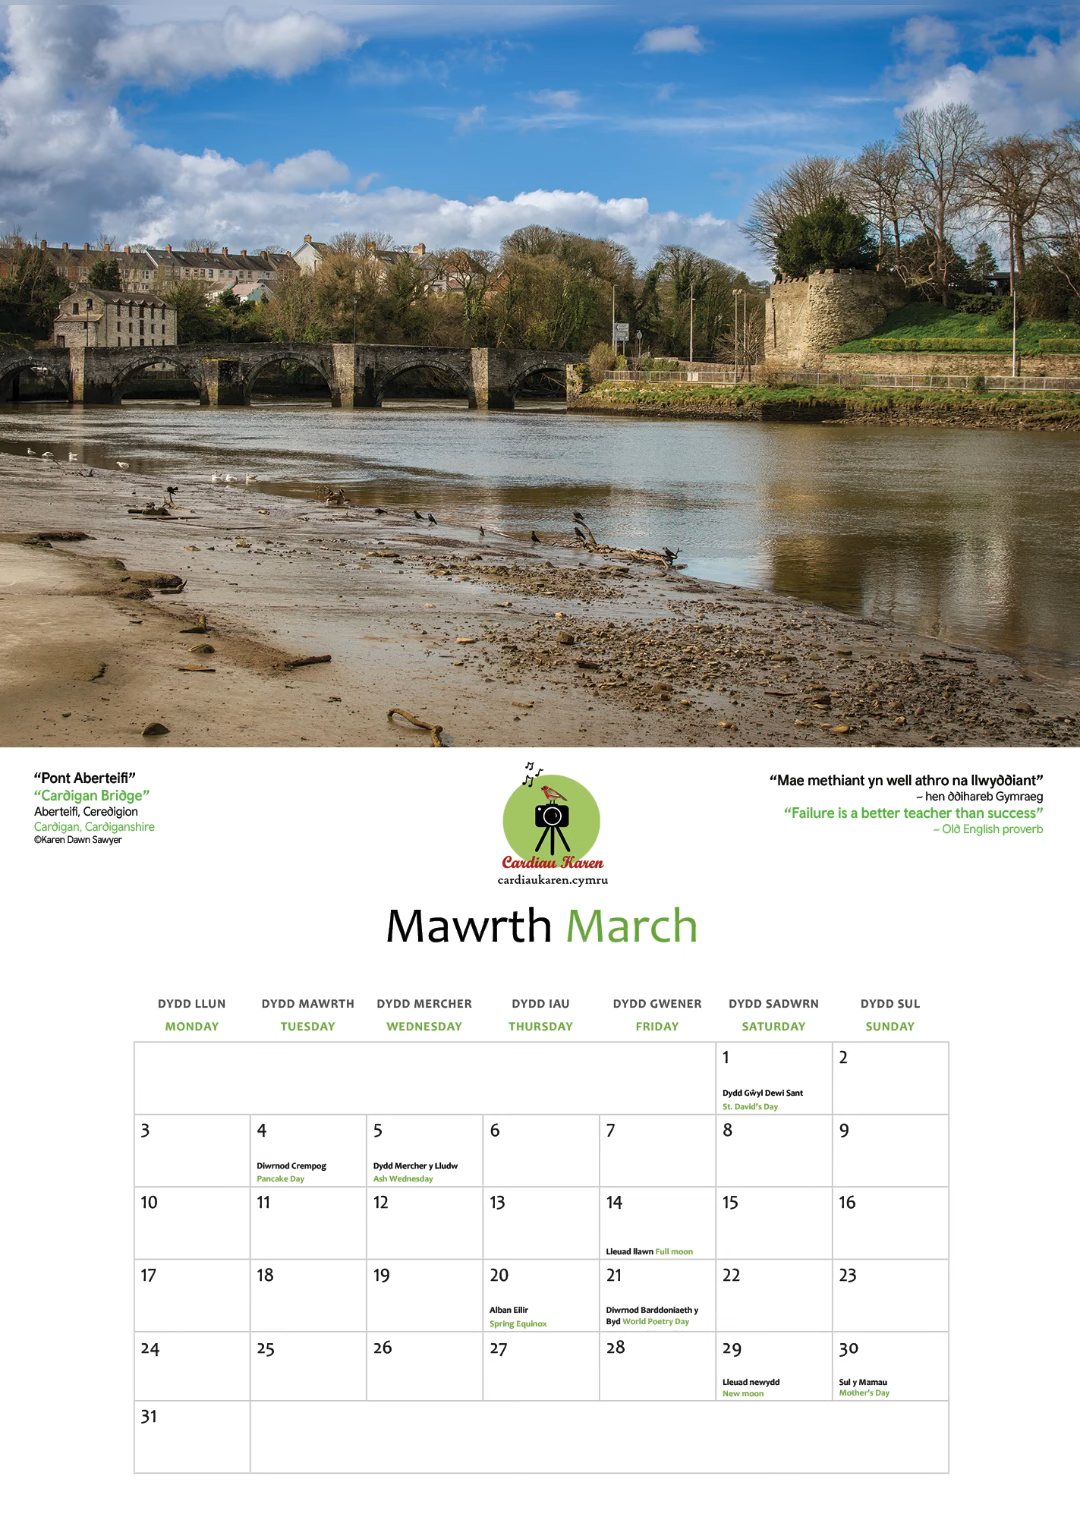 “Pont Aberteifi”
“Cardigan Bridge”
Aberteifi, Ceredigion
Cardigan, Cardiganshire
©Karen Dawn Sawyer
Cardiau Karen
cardiaukaren.cymru
“Mae methiant yn well athro na llwyddiant”
~ hen ddihareb Gymraeg
“Failure is a better teacher than success”
~ Old English proverb
Mawrth March
DYDD LLUN DYDD MAWRTH DYDD MERCHER DYDD IAU DYDD GWENER DYDD SADWRN DYDD SUL
MONDAY TUESDAY WEDNESDAY THURSDAY FRIDAY SATURDAY SUNDAY
1 2
Dydd Gŵyl Dewi Sant
St. David's Day
3 4 5 6 7 8 9
Diwrnod Crempog Dydd Mercher y Lludw
Pancake Day Ash Wednesday
10 11 12 13 14 15 16
Lleuad llawn Full moon
17 18 19 20 21 22 23
Alban Eilir Diwrnod Barddoniaeth y
Spring Equinox Byd World Poetry Day
24 25 26 27 28 29 30
Lleuad newydd Sul y Mamau
New moon Mother's Day
31